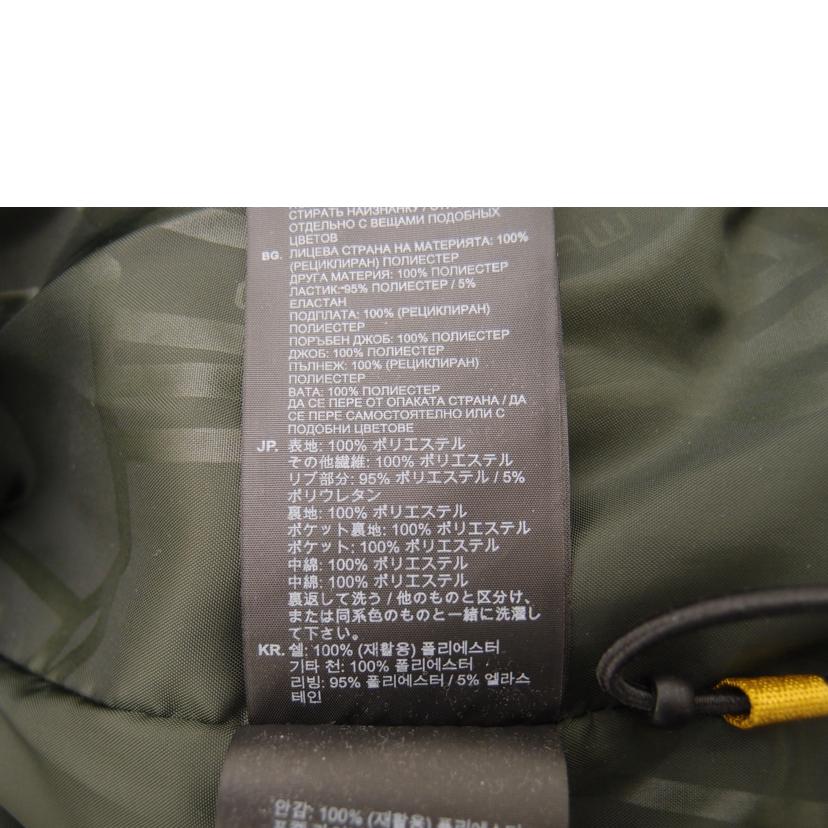 СТИРАТЬ НАИЗНАНКУ /
ОТДЕЛЬНО С ВЕЩАМИ ПОДОБНЫХ
ЦВЕТОВ
BG. ЛИЦЕВА СТРАНА НА МАТЕРИЯТА: 100%
(РЕЦИКЛИРАН) ПОЛИЕСТЕР
ДРУГА МАТЕРИЯ: 100% ПОЛИЕСТЕР
ЛАСТИК: 95% ПОЛИЕСТЕР / 5%
ЕЛАСТАН
ПОДПЛАТА: 100% (РЕЦИКЛИРАН)
ПОЛИЕСТЕР
ПОРЪБЕН ДЖОБ: 100% ПОЛИЕСТЕР
ДЖОБ: 100% ПОЛИЕСТЕР
ПЪЛНЕЖ: 100% (РЕЦИКЛИРАН)
ПОЛИЕСТЕР
ВАТА: 100% ПОЛИЕСТЕР
ДА СЕ ПЕРЕ ОТ ОПАКАТА СТРАНА / ДА
СЕ ПЕРЕ САМОСТОЯТЕЛНО ИЛИ С
ПОДОБНИ ЦВЕТОВЕ
JP. 表地: 100% ポリエステル
その他繊維: 100% ポリエステル
リブ部分: 95% ポリエステル / 5%
ポリウレタン
裏地: 100% ポリエステル
ポケット裏地: 100% ポリエステル
ポケット: 100% ポリエステル
中綿: 100% ポリエステル
中綿: 100% ポリエステル
裏返して洗う / 他のものと区分け、
または同系色のものと一緒に洗濯し
て下さい。
KR. 쉘: 100% (재활용) 폴리에스터
기타 천: 100% 폴리에스터
리빙: 95% 폴리에스터 / 5% 엘라스
테인
안감: 100% (재활용) 폴리에스터